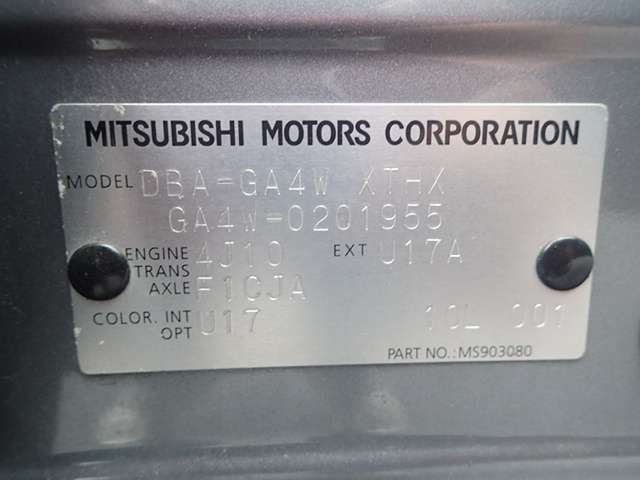 MITSUBISHI MOTORS CORPORATION
MODEL DBA-GA4W XTHX
GA4W-0201955
ENGINE 4J10 EXT U17A
TRANS
AXLE F1CJA
COLOR. INT U17 10L 001
OPT
PART NO.:MS903080